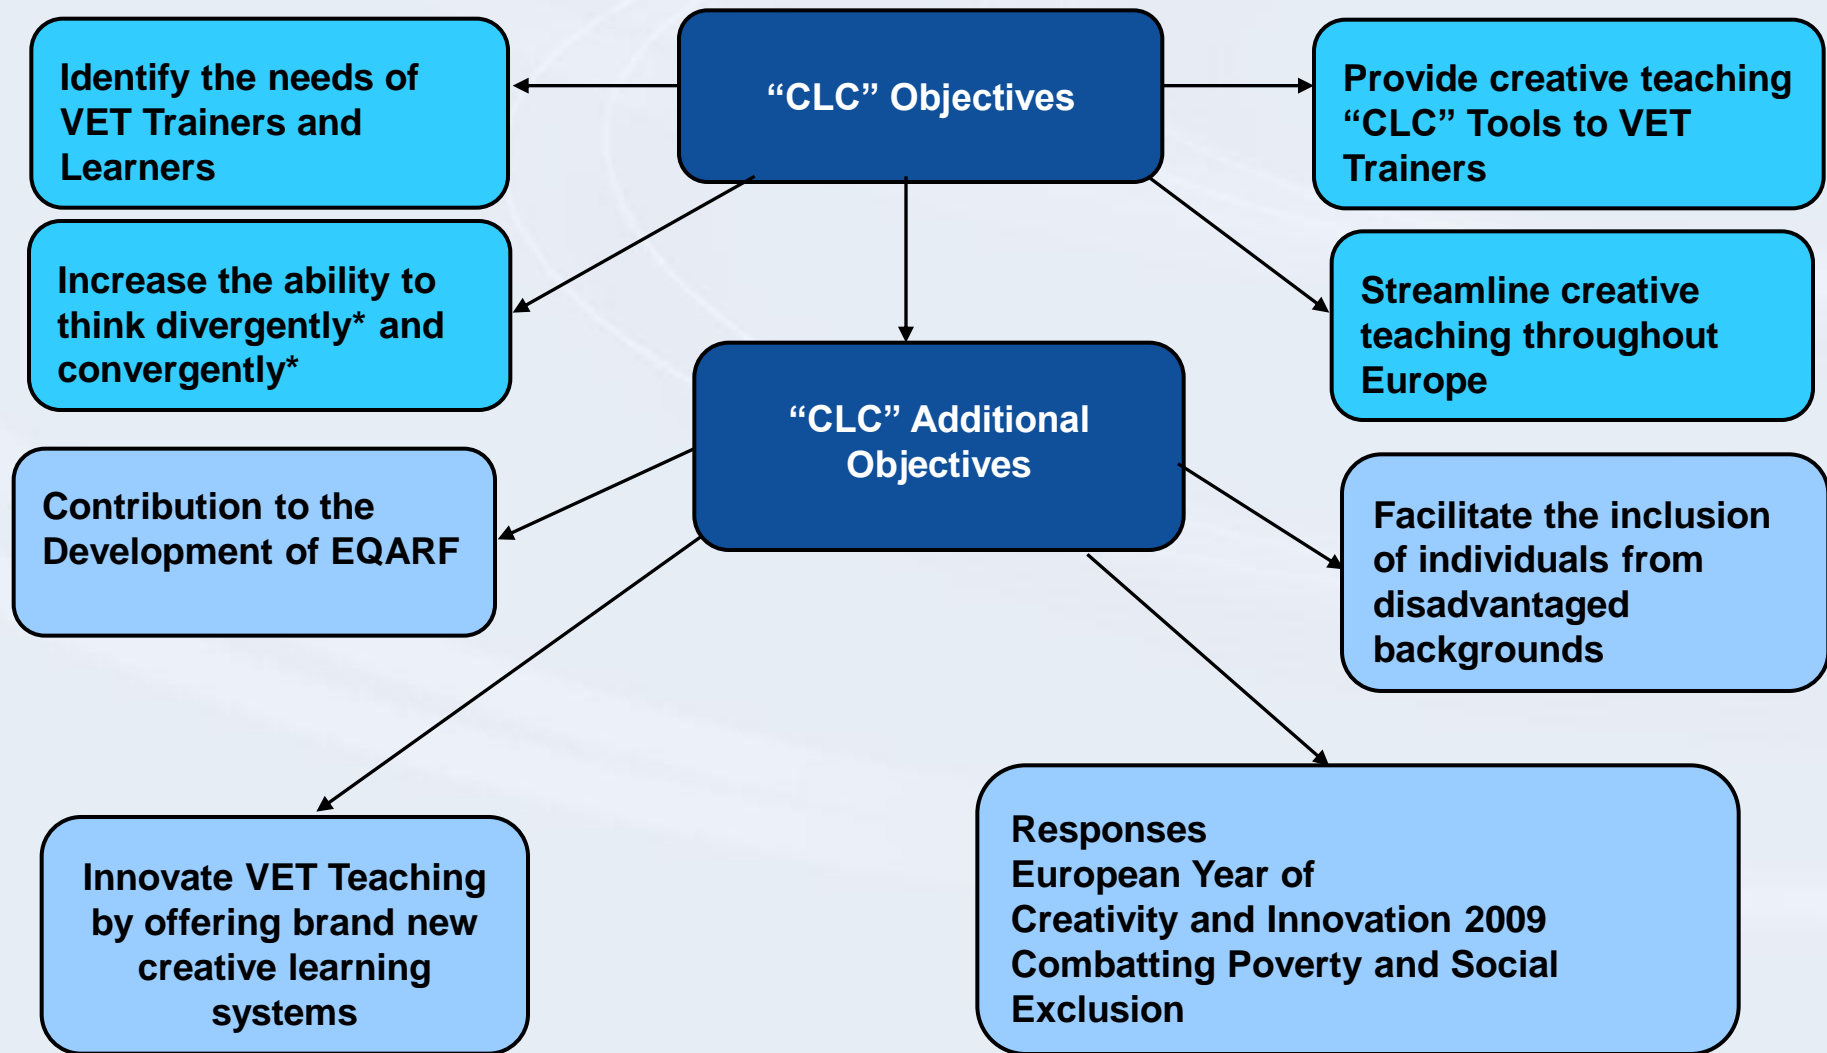 “CLC” Objectives
Identify the needs of
VET Trainers and
Learners
Provide creative teaching
“CLC” Tools to VET
Trainers
Increase the ability to
think divergently* and
convergently*
Streamline creative
teaching throughout
Europe
“CLC” Additional
Objectives
Contribution to the
Development of EQARF
Facilitate the inclusion
of individuals from
disadvantaged
backgrounds
Innovate VET Teaching
by offering brand new
creative learning
systems
Responses
European Year of
Creativity and Innovation 2009
Combatting Poverty and Social
Exclusion